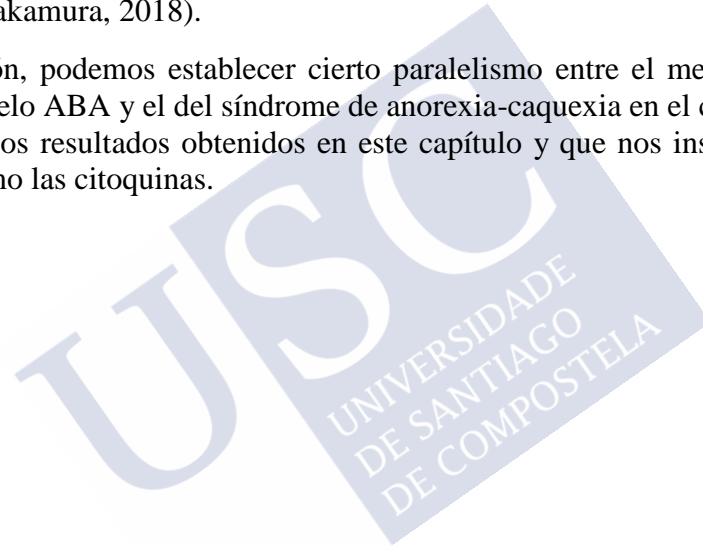 akamura, 2018).
ón, podemos establecer cierto paralelismo entre el me
elo ABA y el del síndrome de anorexia-caquexia en el c
os resultados obtenidos en este capítulo y que nos ins
no las citoquinas.
USC
UNIVERSIDADE
DE SANTIAGO
DE COMPOSTELA